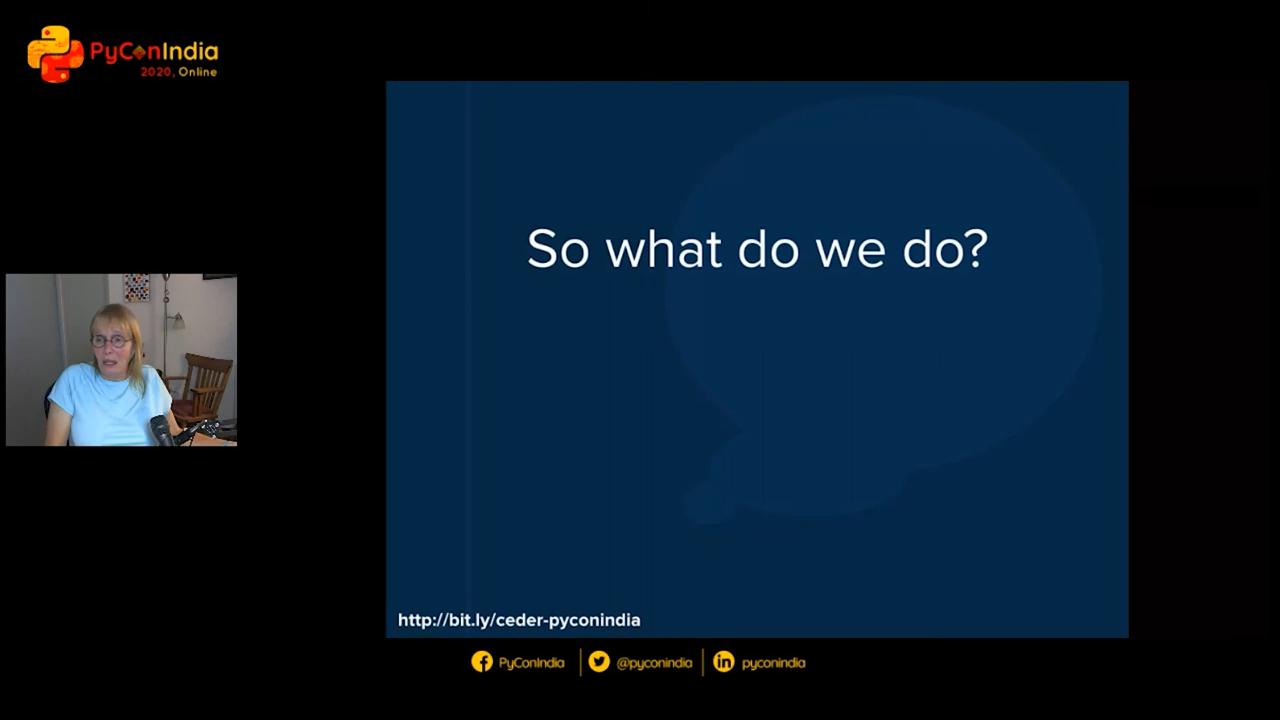 PyConIndia
2020, Online
So what do we do?
http://bit.ly/ceder-pyconindia
PyConIndia
@pyconindia
pyconindia